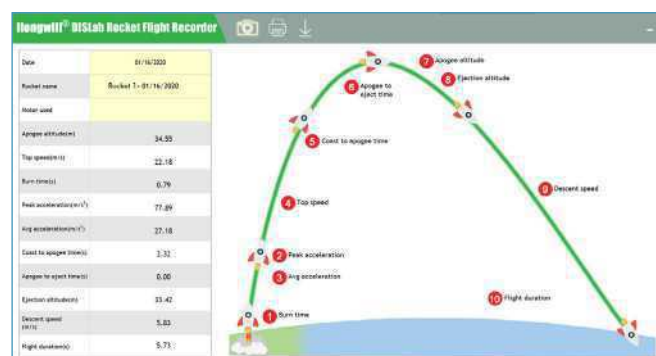 llongwill® DISLab Rocket Flight Recorder
Date 01/16/2020
Rocket name Rocket 1- 01/16/2020
Motor used
Apogee altitude(m) 34.55
Top speed(m/s) 22.18
Burn time(s) 0.79
Peak acceleration(m/s²) 77.89
Avg acceleration(m/s²) 27.18
Coast to apogee time(s) 2.32
Apogee to eject time(s) 0.00
Ejection altitude(m) 33.42
Descent speed
(m/s) 5.83
Flight duration(s) 5.73
7 Apogee altitude
8 Ejection altitude
6 Apogee to
eject time
5 Coast to apogee time
9 Descent speed
4 Top speed
2 Peak acceleration
3 Avg acceleration
10 Flight duration
1 Burn time